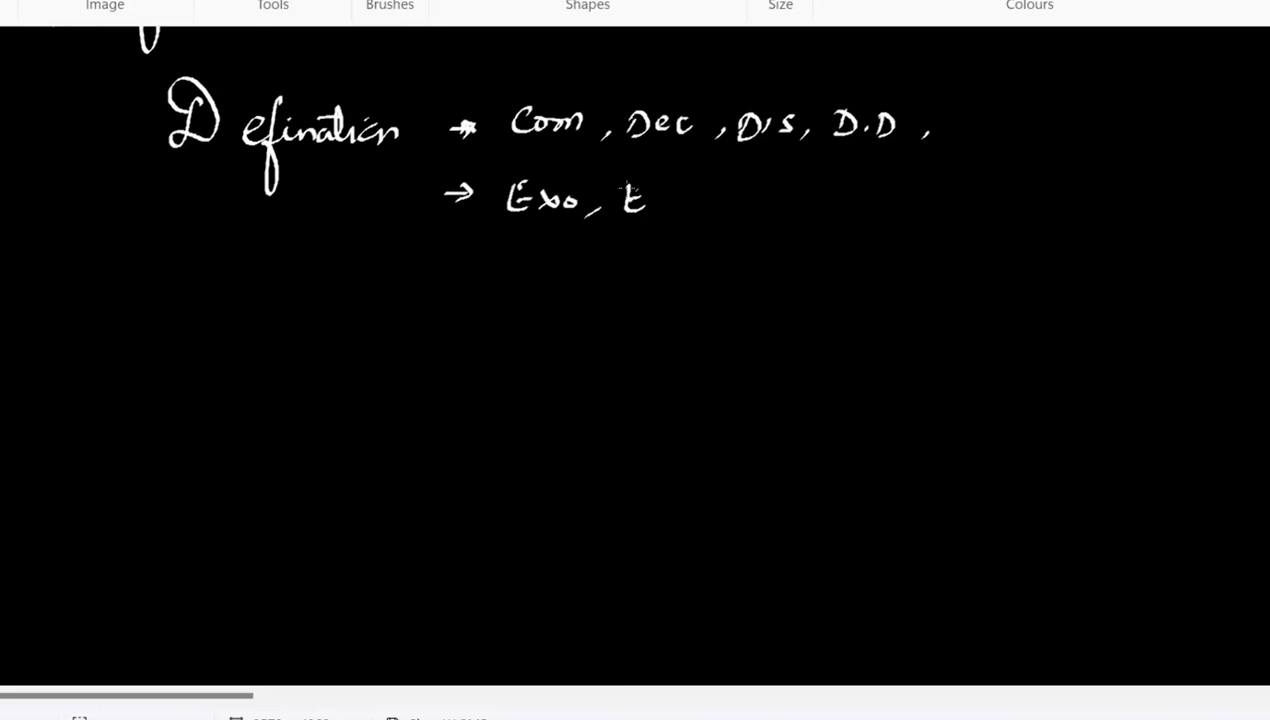 Image Tools Brushes Shapes Size Colours
Defination → Com, Dec, Dis, D.D,
→ Exo, E